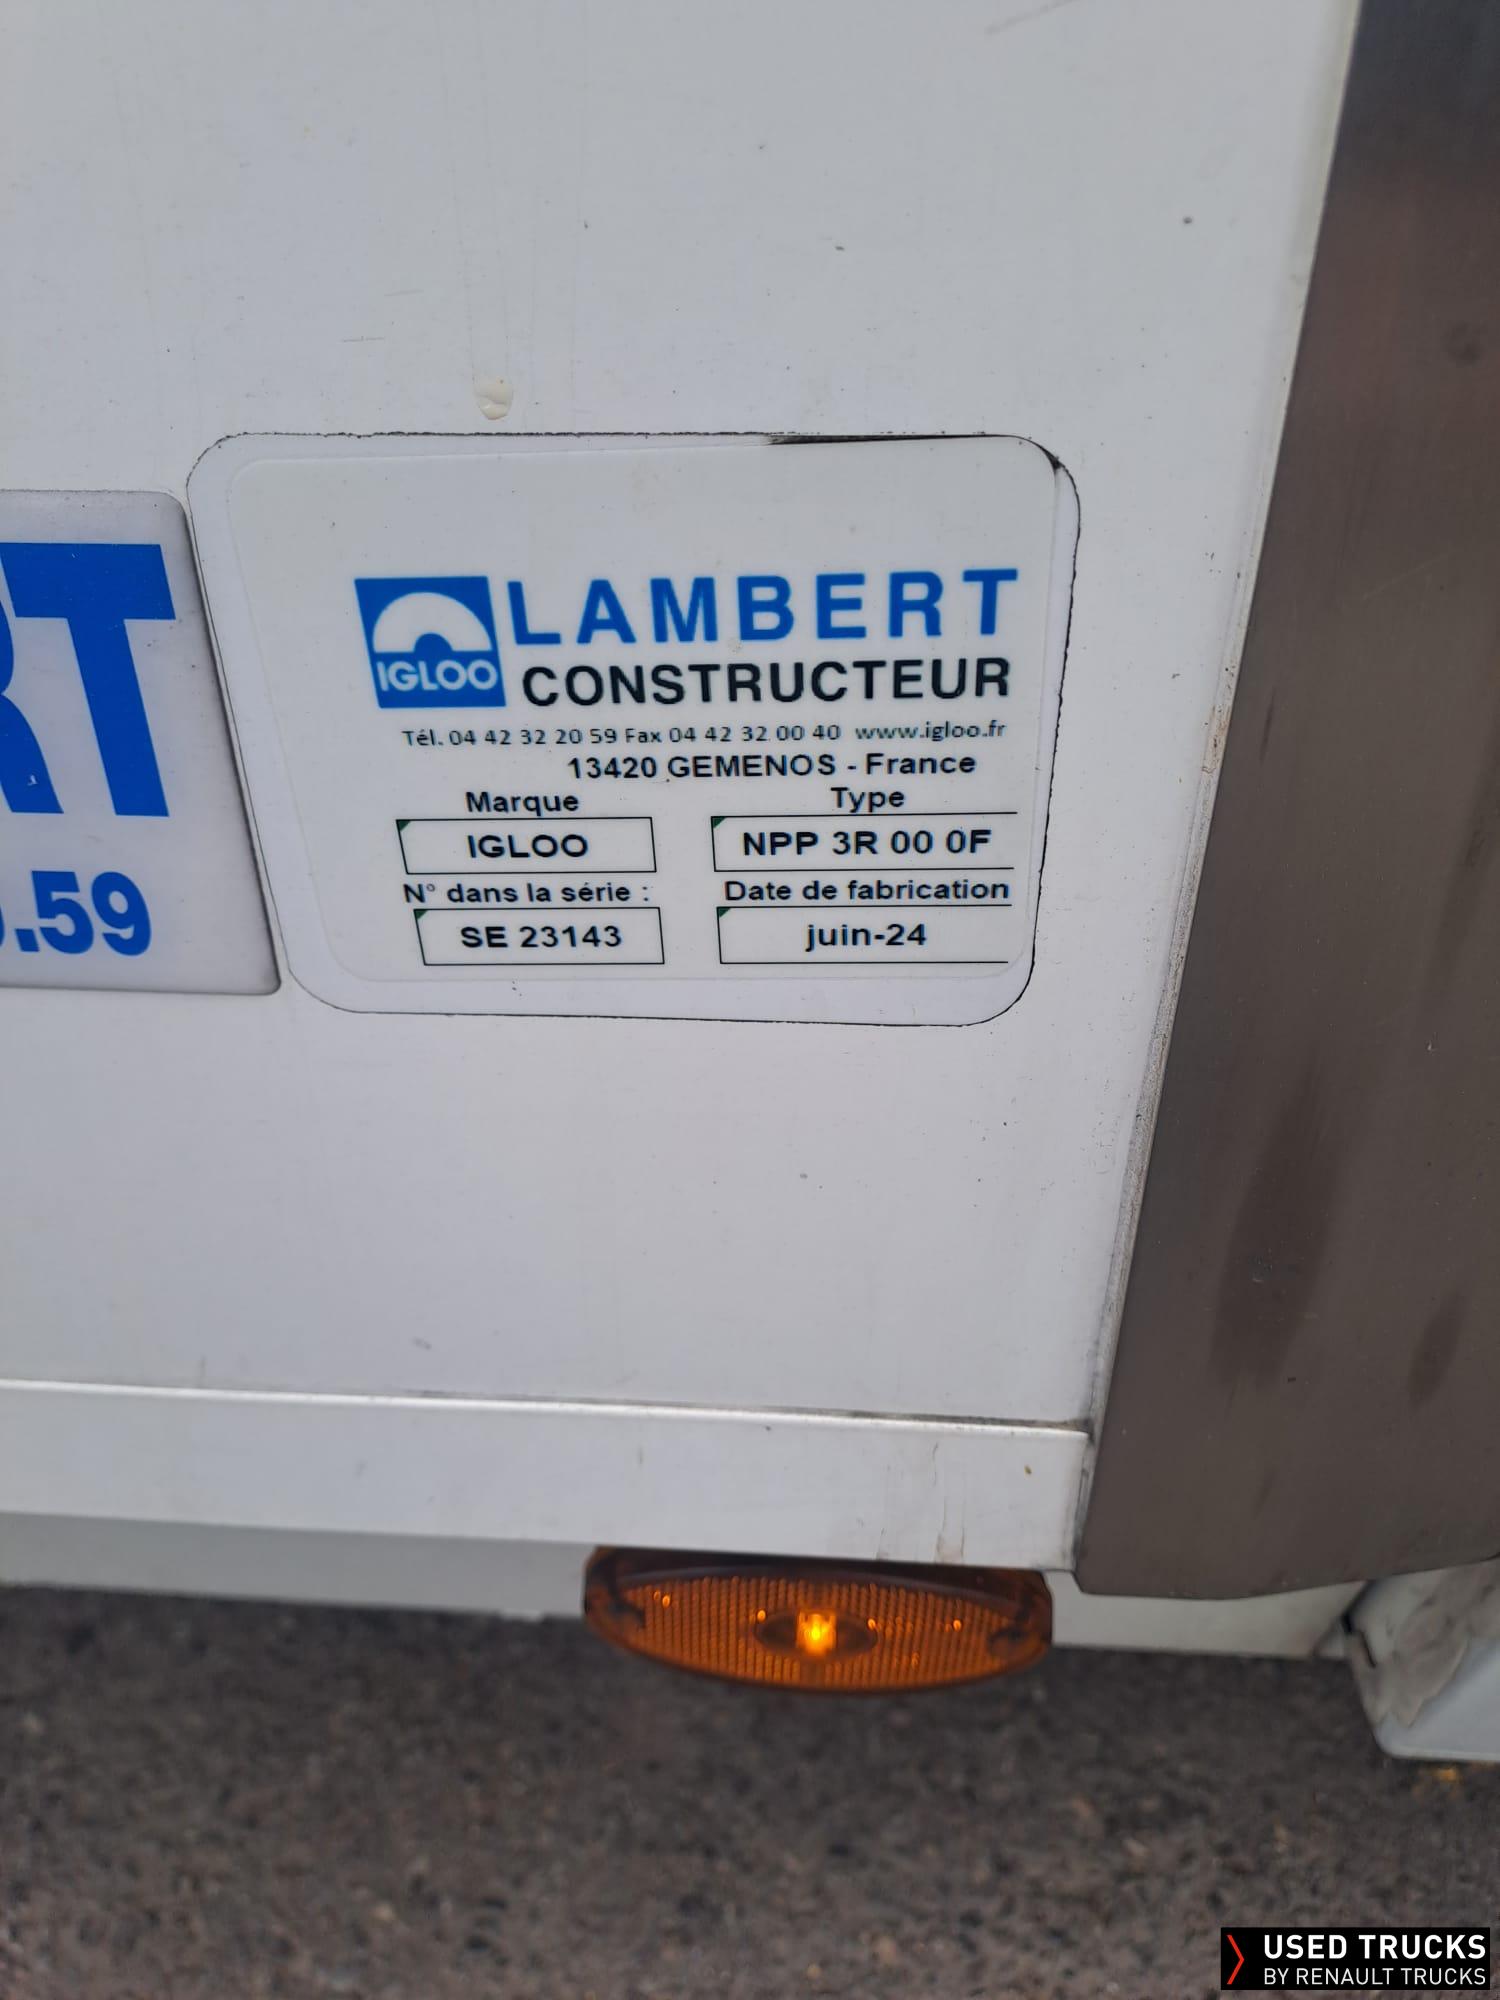 RT
.59
IGLOO
LAMBERT
CONSTRUCTEUR
Tél. 04 42 32 20 59 Fax 04 42 32 00 40 www.igloo.fr
13420 GEMENOS - France
Marque Type
IGLOO NPP 3R 00 0F
N° dans la série : Date de fabrication
SE 23143 juin-24
USED TRUCKS
BY RENAULT TRUCKS